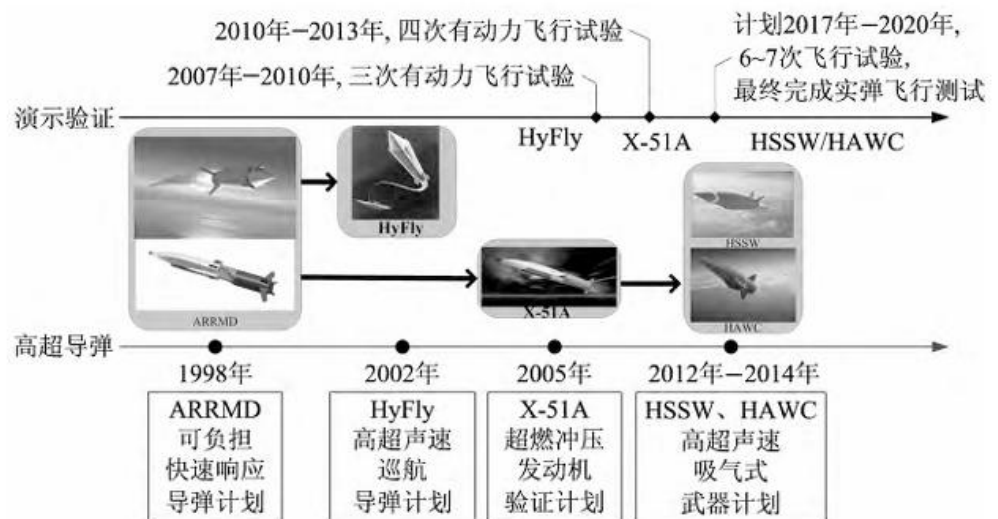 2010年—2013年, 四次有动力飞行试验
2007年—2010年, 三次有动力飞行试验
计划2017年—2020年,
6~7次飞行试验,
最终完成实弹飞行测试
演示验证
HyFly
X-51A
HSSW/HAWC
HyFly
HSSW
X-51A
ARRMD
HAWC
高超导弹
1998年
2002年
2005年
2012年—2014年
ARRMD
可负担
快速响应
导弹计划
HyFly
高超声速
巡航
导弹计划
X-51A
超燃冲压
发动机
验证计划
HSSW、HAWC
高超声速
吸气式
武器计划